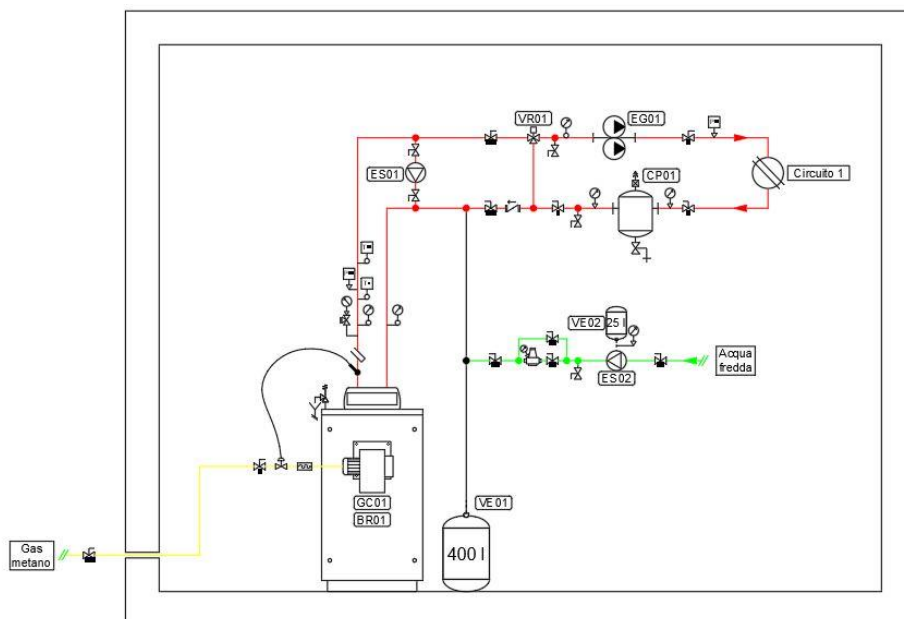 VR01
EG01
ES01
CP01
Circuito 1
VE02
25 l
ES02
Acqua
fredda
GC01
BR01
VE01
400 l
Gas
metano